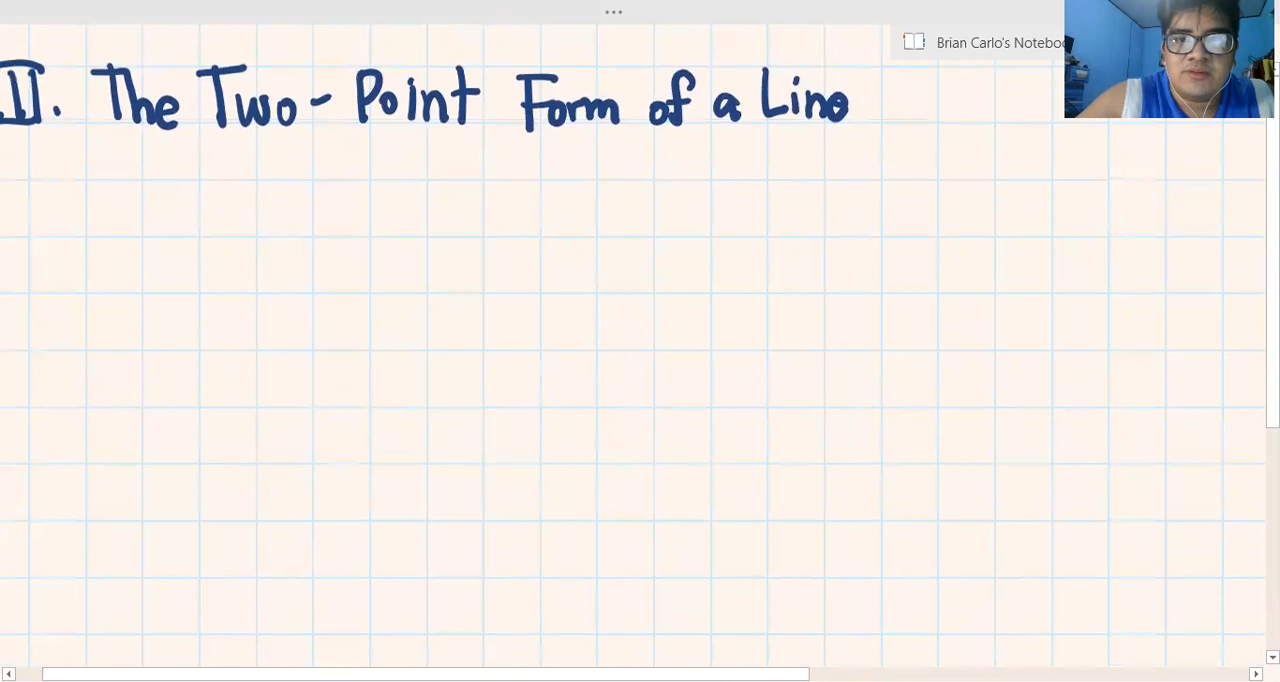 II. The Two-Point Form of a Line
Brian Carlo's Notebo